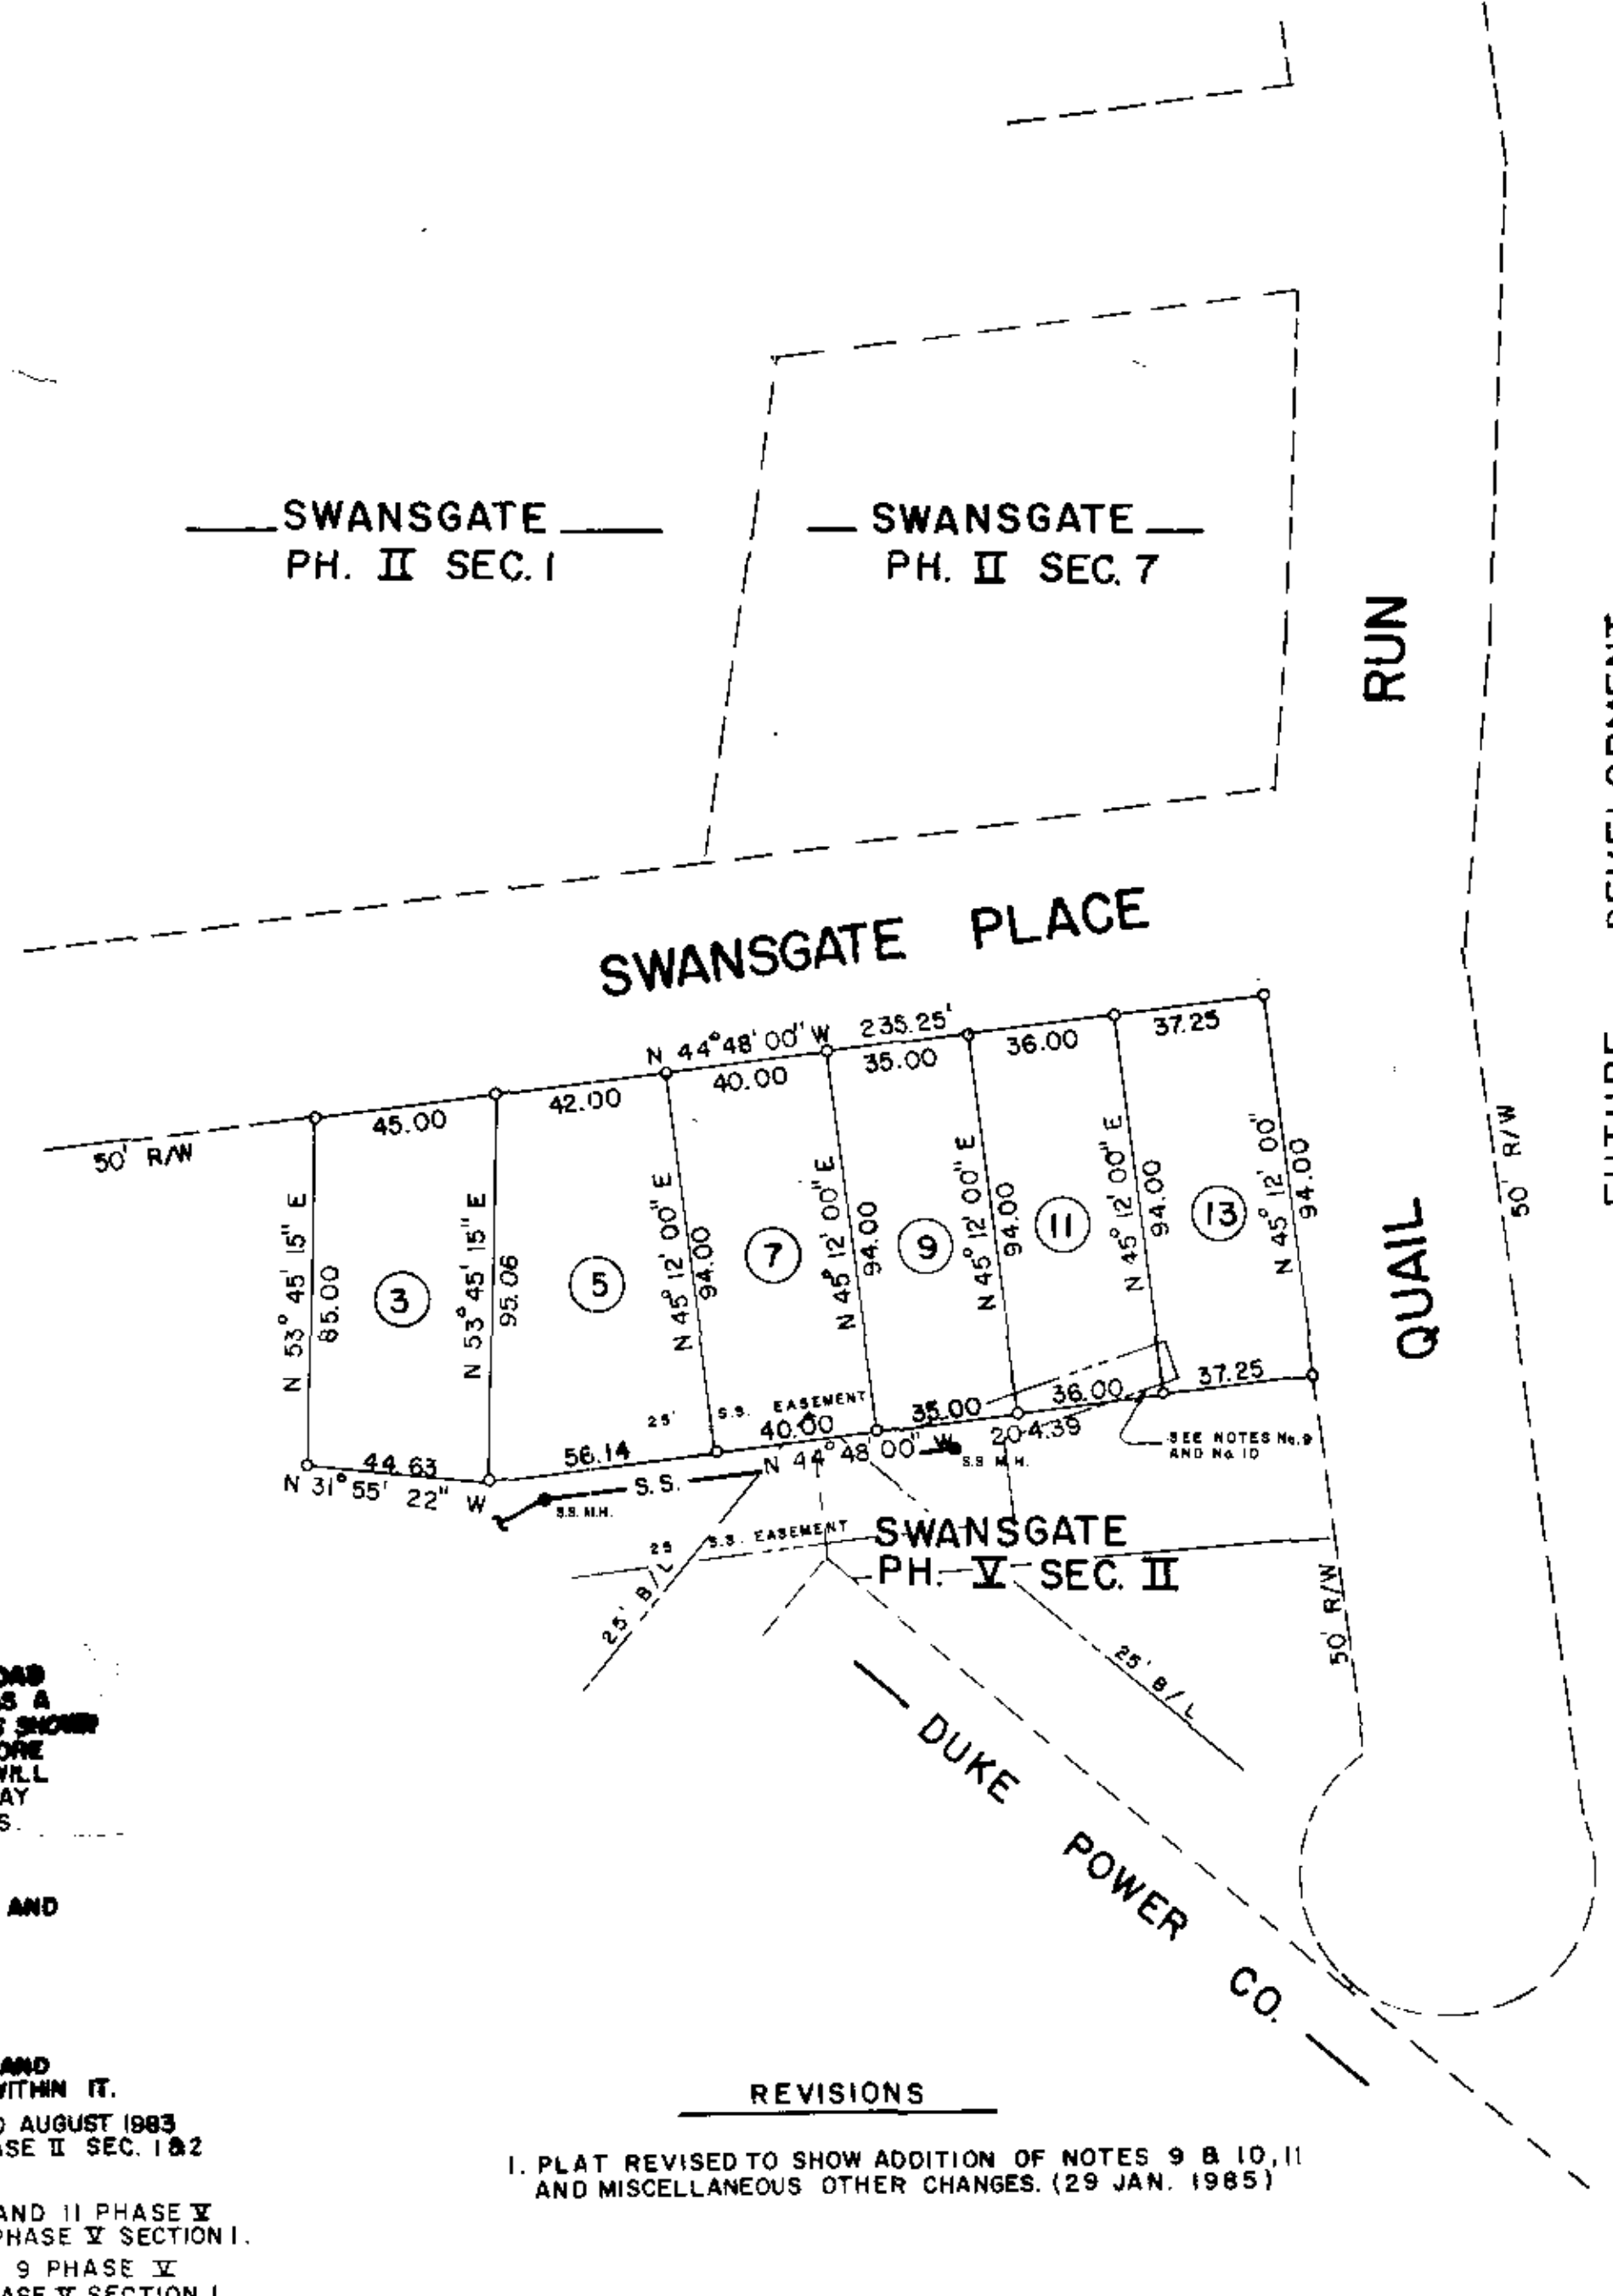 SWANSGATE
PH. II SEC. 1
SWANSGATE
PH. II SEC. 7
RUN
SWANSGATE PLACE
N 44° 48' 00" W 235.25'
45.00
42.00
40.00
35.00
36.00
37.25
50' R/W
50' R/W
N 53° 45' 15" E
85.00
3
N 53° 45' 15" E
95.06
5
N 45° 12' 00" E
94.00
7
N 45° 12' 00" E
94.00
9
N 45° 12' 00" E
94.00
11
N 45° 12' 00" E
94.00
13
N 45° 12' 00"
94.00
QUAIL
25' S.S. EASEMENT
44.63
56.14
40.00
35.00
36.00
37.25
N 31° 55' 22" W
N 44° 48' 00" W 204.39
SEE NOTES No. 9
AND No. 10
S.S. M.H.
S.S.
S.S. M.H.
25 S.S. EASEMENT
SWANSGATE
PH. V SEC. II
25' B/L
25' B/L
50' R/W
DUKE POWER CO.
S A
SHOWN
WILL
AND
AND
WITHIN IT.
AUGUST 1983
SE II SEC. 1 & 2
AND 11 PHASE V
PHASE V SECTION 1.
9 PHASE V
REVISIONS
1. PLAT REVISED TO SHOW ADDITION OF NOTES 9 & 10, 11
AND MISCELLANEOUS OTHER CHANGES. (29 JAN. 1985)